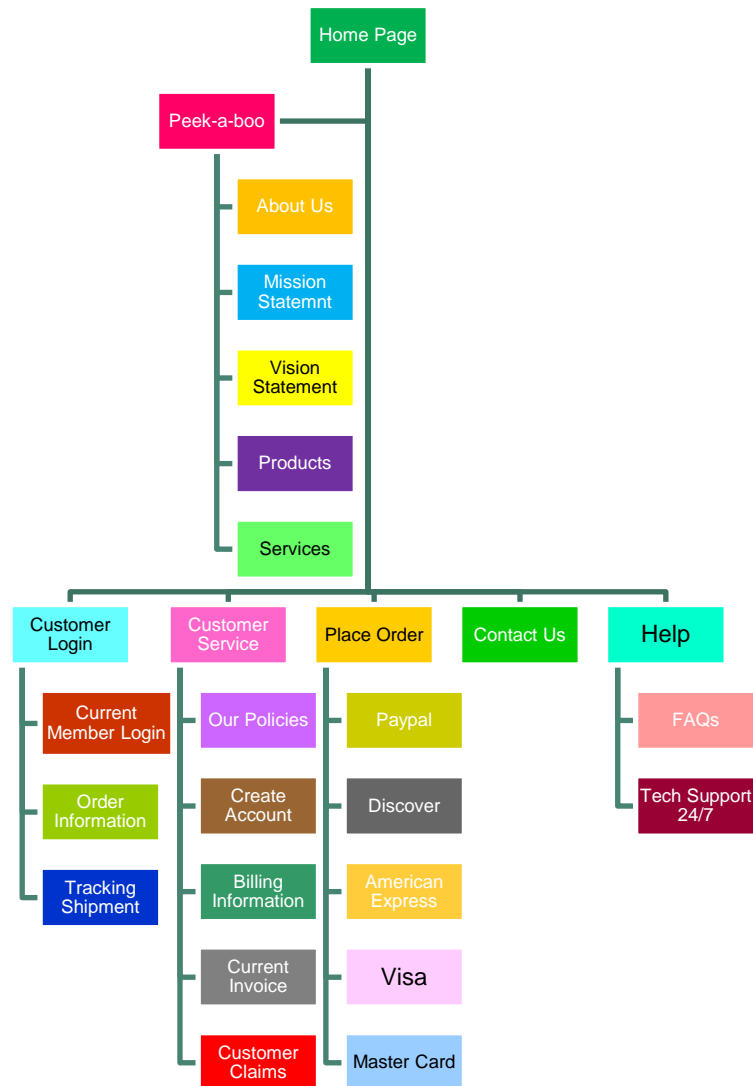 Home Page
Peek-a-boo
About Us
Mission
Statemnt
Vision
Statement
Products
Services
Customer
Login
Current
Member Login
Order
Information
Tracking
Shipment
Customer
Service
Our Policies
Create
Account
Billing
Information
Current
Invoice
Customer
Claims
Place Order
Paypal
Discover
American
Express
Visa
Master Card
Contact Us
Help
FAQs
Tech Support
24/7